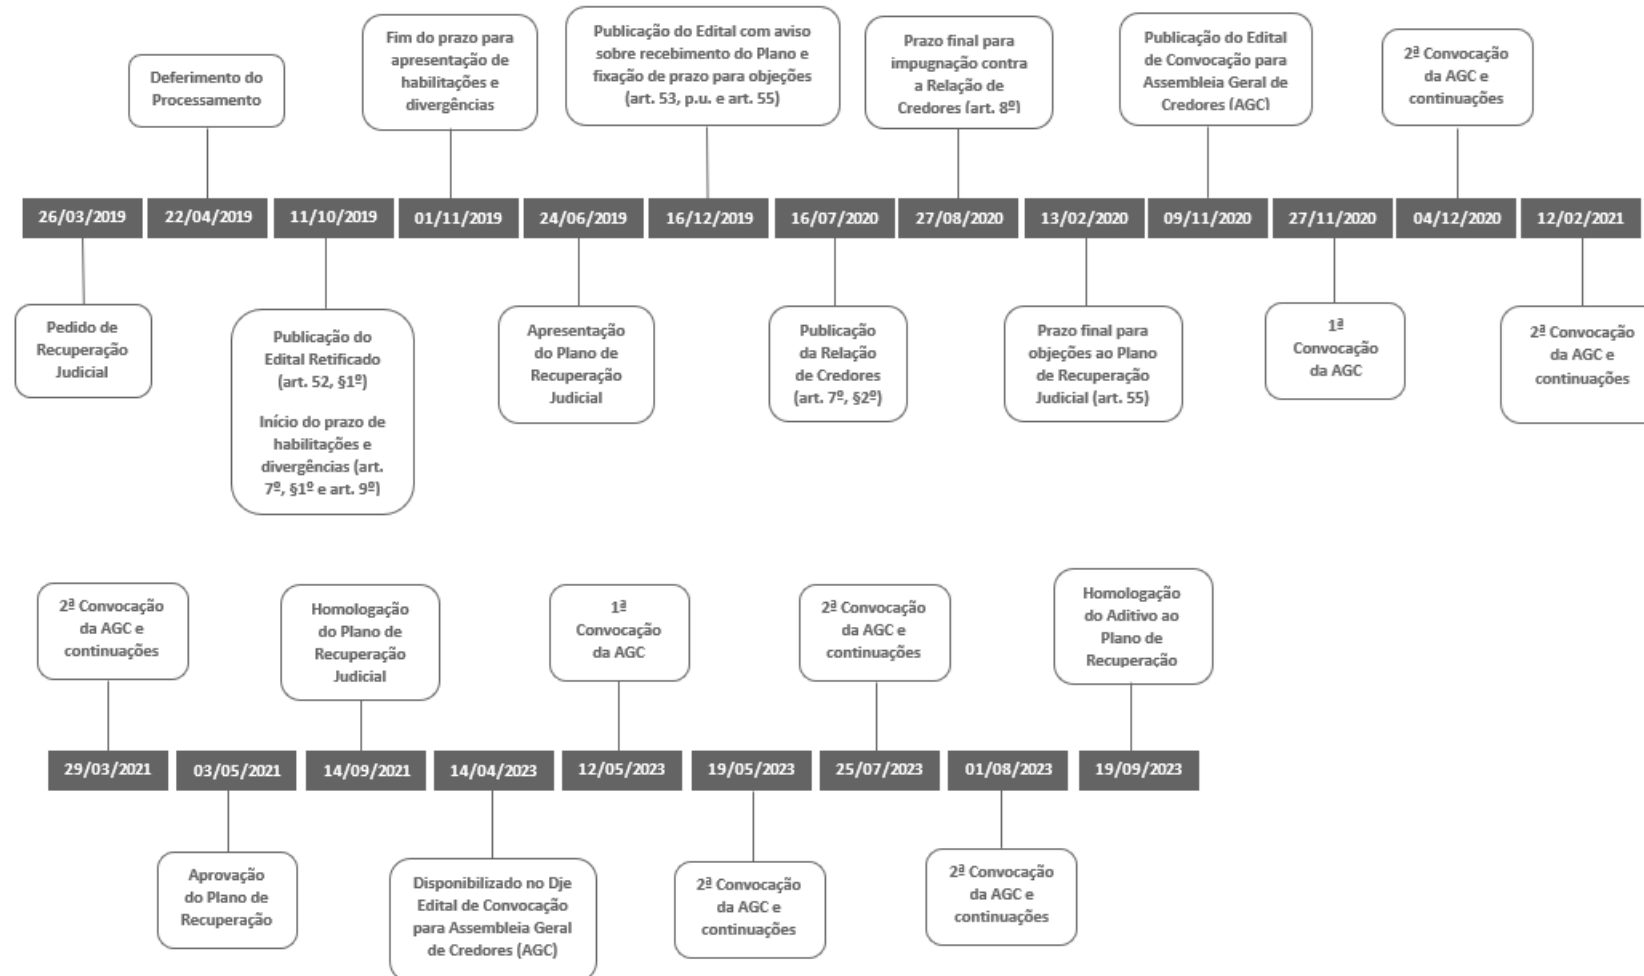 Deferimento do
Processamento
Fim do prazo para
apresentação de
habilitações e
divergências
Publicação do Edital com aviso
sobre recebimento do Plano e
fixação de prazo para objeções
(art. 53, p.u. e art. 55)
Prazo final para
impugnação contra
a Relação de
Credores (art. 8º)
Publicação do Edital
de Convocação para
Assembleia Geral de
Credores (AGC)
2ª Convocação
da AGC e
continuações
26/03/2019
22/04/2019
11/10/2019
01/11/2019
24/06/2019
16/12/2019
16/07/2020
27/08/2020
13/02/2020
09/11/2020
27/11/2020
04/12/2020
12/02/2021
Pedido de
Recuperação
Judicial
Publicação do
Edital Retificado
(art. 52, §1º)
Início do prazo de
habilitações e
divergências (art.
7º, §1º e art. 9º)
Apresentação
do Plano de
Recuperação
Judicial
Publicação
da Relação
de Credores
(art. 7º, §2º)
Prazo final para
objeções ao Plano
de Recuperação
Judicial (art. 55)
1ª
Convocação
da AGC
2ª Convocação
da AGC e
continuações
2ª Convocação
da AGC e
continuações
Homologação
do Plano de
Recuperação
Judicial
1ª
Convocação
da AGC
2ª Convocação
da AGC e
continuações
Homologação
do Aditivo ao
Plano de
Recuperação
29/03/2021
03/05/2021
14/09/2021
14/04/2023
12/05/2023
19/05/2023
25/07/2023
01/08/2023
19/09/2023
Aprovação
do Plano de
Recuperação
Disponibilizado no Dje
Edital de Convocação
para Assembleia Geral
de Credores (AGC)
2ª Convocação
da AGC e
continuações
2ª Convocação
da AGC e
continuações